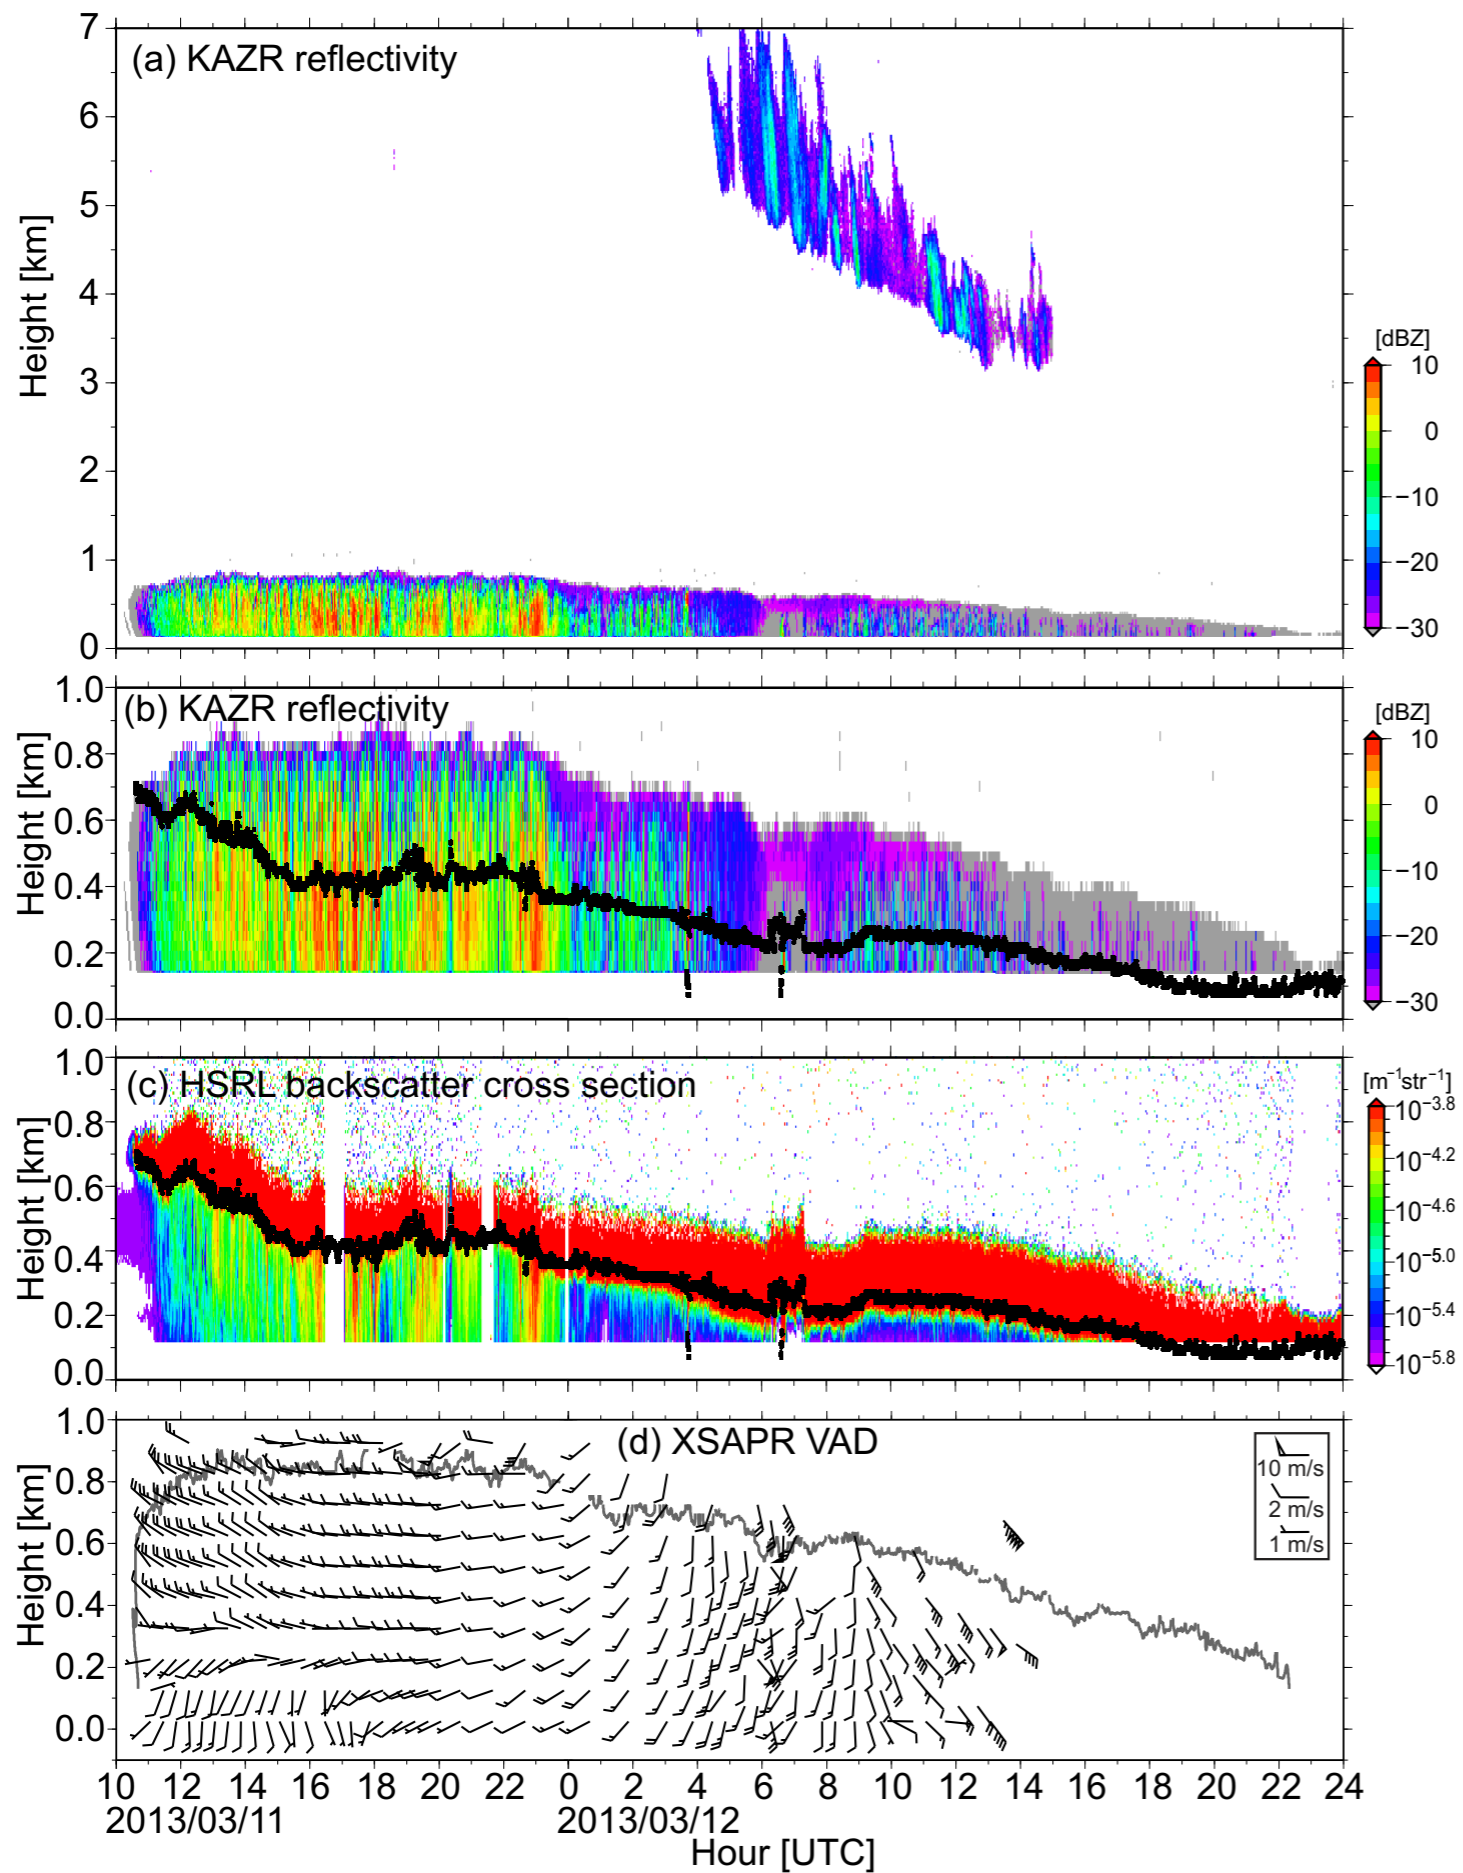 (a) KAZR reflectivity
7
6
5
4
3
2
1
0
Height [km]
[dBZ]
10
0
−10
−20
−30
(b) KAZR reflectivity
1.0
0.8
0.6
0.4
0.2
0.0
Height [km]
[dBZ]
10
0
−10
−20
−30
(c) HSRL backscatter cross section
1.0
0.8
0.6
0.4
0.2
0.0
Height [km]
[m⁻¹str⁻¹]
10⁻³·⁸
10⁻⁴·²
10⁻⁴·⁶
10⁻⁵·⁰
10⁻⁵·⁴
10⁻⁵·⁸
(d) XSAPR VAD
1.0
0.8
0.6
0.4
0.2
0.0
Height [km]
10 m/s
2 m/s
1 m/s
10 12 14 16 18 20 22 0 2 4 6 8 10 12 14 16 18 20 22 24
2013/03/11 2013/03/12
Hour [UTC]